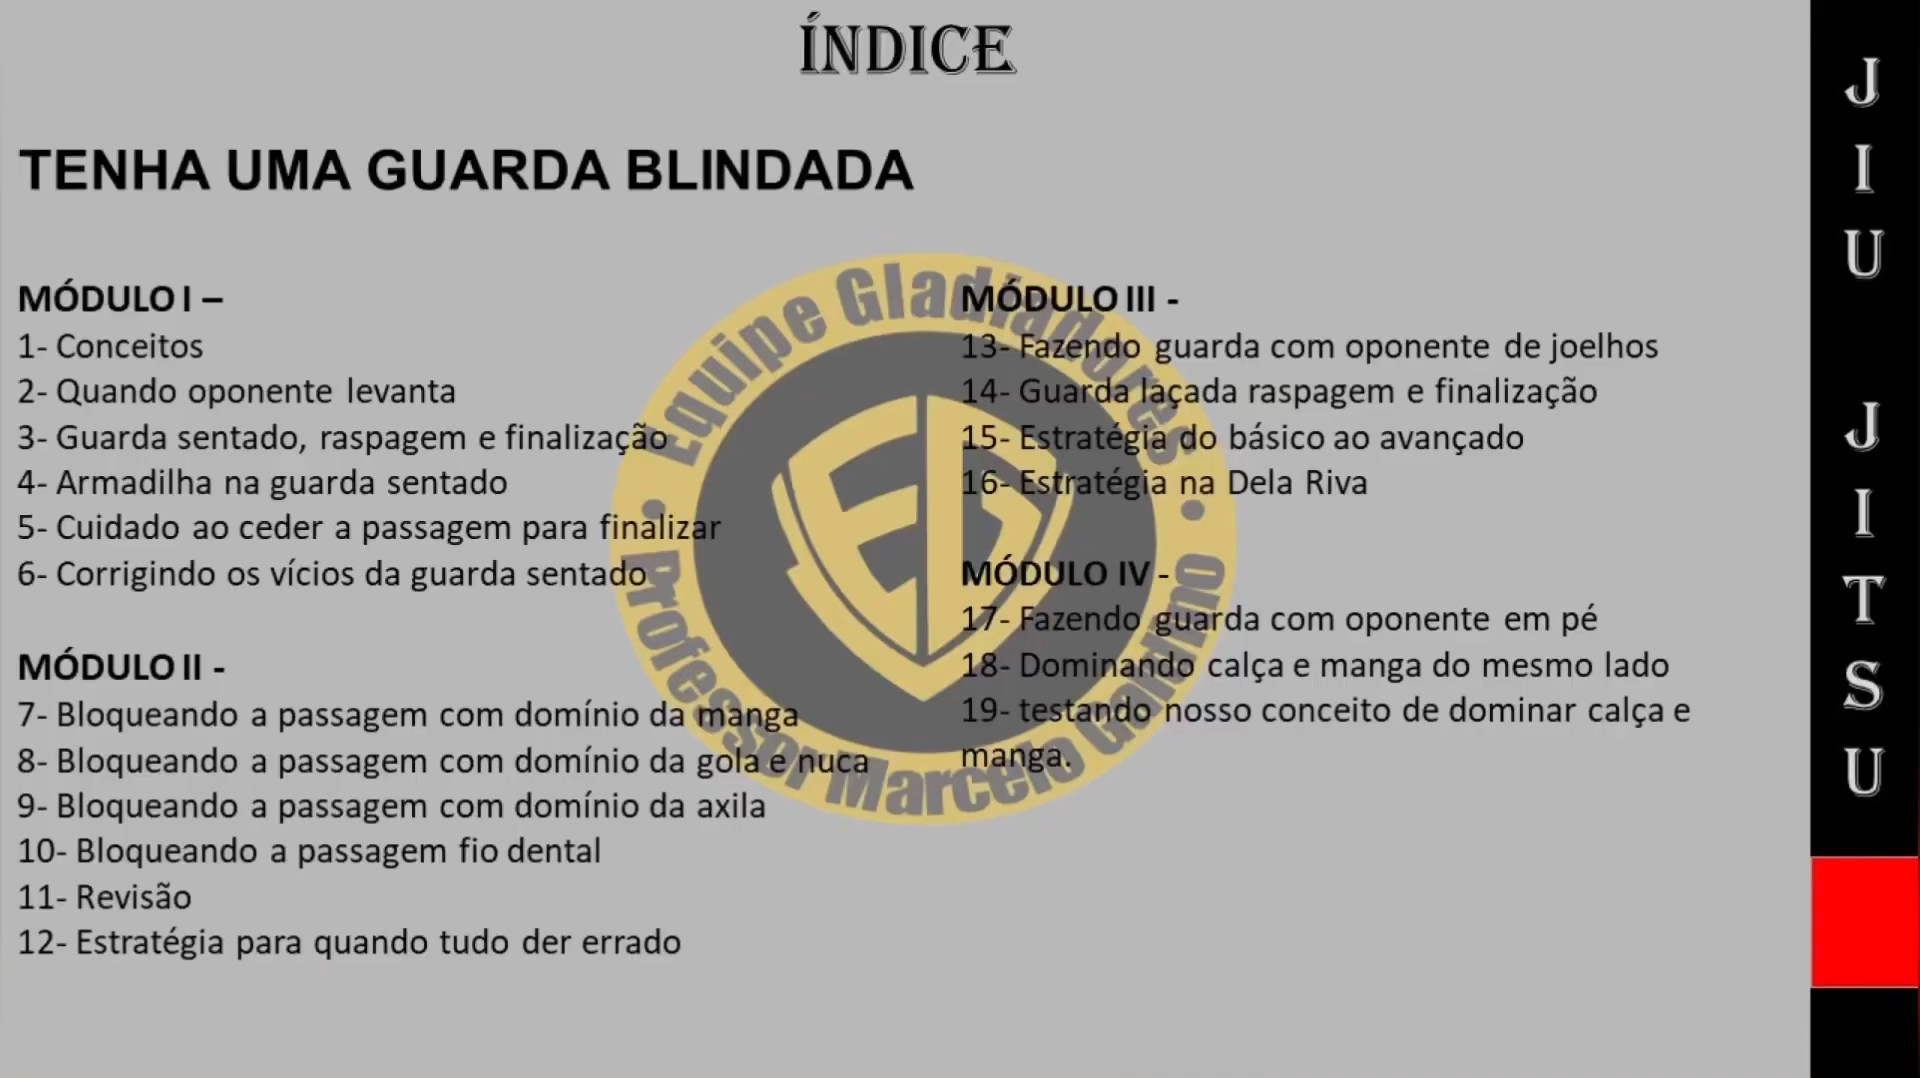 ÍNDICE
TENHA UMA GUARDA BLINDADA
MÓDULO I –
1- Conceitos
2- Quando oponente levanta
3- Guarda sentado, raspagem e finalização
4- Armadilha na guarda sentado
5- Cuidado ao ceder a passagem para finalizar
6- Corrigindo os vícios da guarda sentado
MÓDULO II -
7- Bloqueando a passagem com domínio da manga
8- Bloqueando a passagem com domínio da gola e nuca
9- Bloqueando a passagem com domínio da axila
10- Bloqueando a passagem fio dental
11- Revisão
12- Estratégia para quando tudo der errado
MÓDULO III -
13- Fazendo guarda com oponente de joelhos
14- Guarda laçada raspagem e finalização
15- Estratégia do básico ao avançado
16- Estratégia na Dela Riva
MÓDULO IV -
17- Fazendo guarda com oponente em pé
18- Dominando calça e manga do mesmo lado
19- testando nosso conceito de dominar calça e
manga.
Equipe Gladiadores
EG
Professor Marcelo Galdino
JIU JITSU